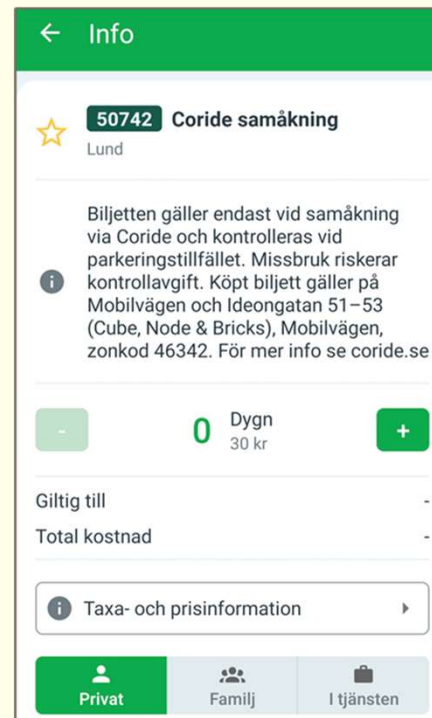 Info
50742 Coride samåkning
Lund
Biljetten gäller endast vid samåkning
via Coride och kontrolleras vid
parkeringstillfället. Missbruk riskerar
kontrollavgift. Köpt biljett gäller på
Mobilvägen och Ideongatan 51–53
(Cube, Node & Bricks), Mobilvägen,
zonkod 46342. För mer info se coride.se
- 0 Dygn +
30 kr
Giltig till -
Total kostnad -
Taxa- och prisinformation
Privat Familj I tjänsten